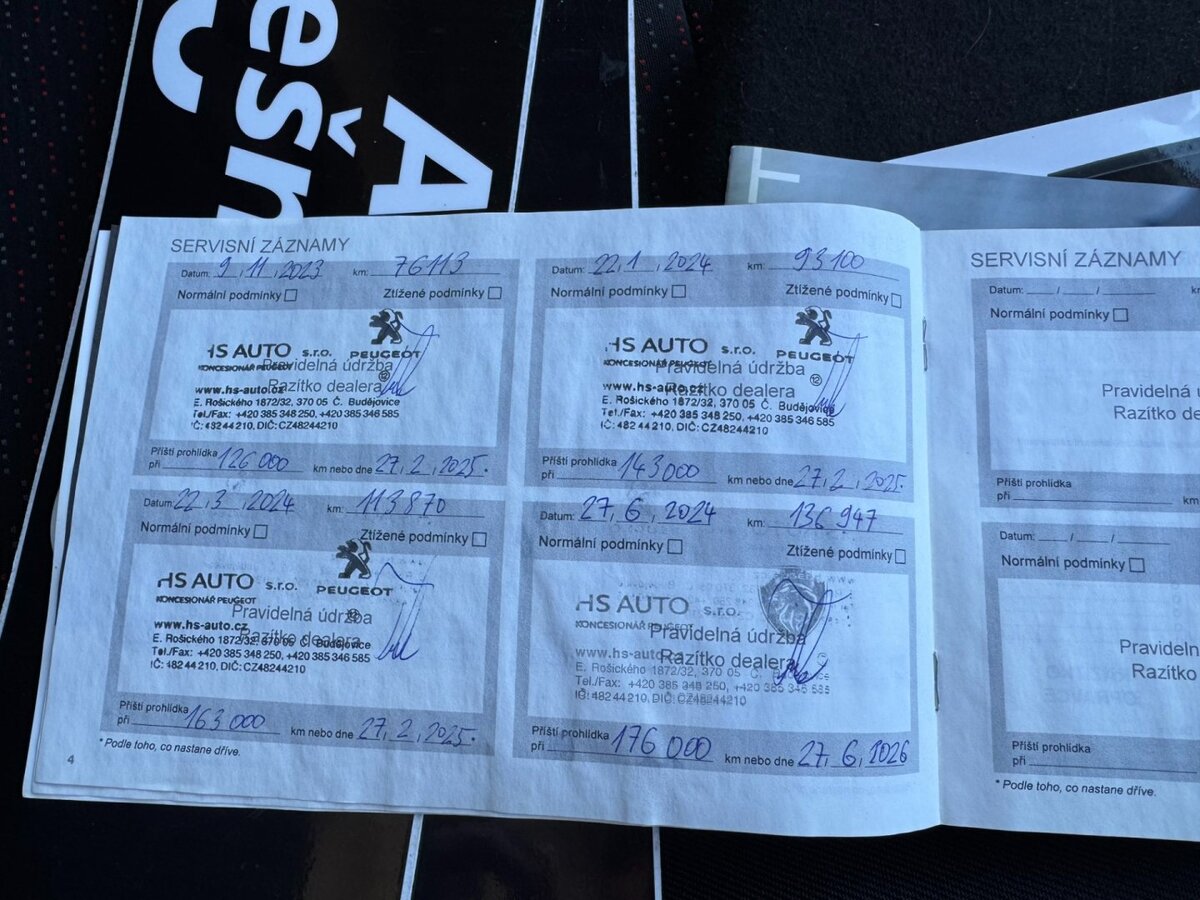 ešn
A
SERVISNÍ ZÁZNAMY
Datum: 9, 11, 2023 km: 76113
Normální podmínky Ztížené podmínky
HS AUTO s.r.o. PEUGEOT
KONCESIONÁŘ PEUGEOT
Pravidelná údržba
www.hs-auto.cz Razítko dealera 12
E. Rošického 1872/32, 370 05 Č. Budějovice
Tel./Fax: +420 385 348 250, +420 385 346 585
IČ: 482 44 210, DIČ: CZ48244210
Příští prohlídka
při 126 000 km nebo dne 27, 2, 2025.
Datum: 22, 1, 2024 km: 93100
Normální podmínky Ztížené podmínky
HS AUTO s.r.o. PEUGEOT
KONCESIONÁŘ PEUGEOT
Pravidelná údržba
www.hs-auto.cz Razítko dealera 12
E. Rošického 1872/32, 370 05 Č. Budějovice
Tel./Fax: +420 385 348 250, +420 385 346 585
IČ: 482 44 210, DIČ: CZ48244210
Příští prohlídka
při 143 000 km nebo dne 27, 2, 2025.
Datum: 22, 3, 2024 km: 113 870
Normální podmínky Ztížené podmínky
HS AUTO s.r.o. PEUGEOT
KONCESIONÁŘ PEUGEOT
Pravidelná údržba
www.hs-auto.cz
Razítko dealera
E. Rošického 1872/32, 370 05 Č. Budějovice
Tel./Fax: +420 385 348 250, +420 385 346 585
IČ: 482 44 210, DIČ: CZ48244210
Příští prohlídka
při 163 000 km nebo dne 27, 2, 2025.
* Podle toho, co nastane dříve.
4
Datum: 27, 6, 2024 km: 136 947
Normální podmínky Ztížené podmínky
HS AUTO s.r.o.
KONCESIONÁŘ PEUGEOT
Pravidelná údržba
www.hs-auto.cz Razítko dealera
E. Rošického 1872/32, 370 05 Č. Budějovice
Tel./Fax: +420 385 348 250, +420 385 346 585
IČ: 482 44 210, DIČ: CZ48244210
Příští prohlídka
při 176 000 km nebo dne 27, 6, 2026
SERVISNÍ ZÁZNAMY
Datum: / /
Normální podmínky
Pravidelná
Razítko de
Příští prohlídka
při km
Datum: / /
Normální podmínky
Pravideln
Razítko
Příští prohlídka
při
* Podle toho, co nastane dříve.